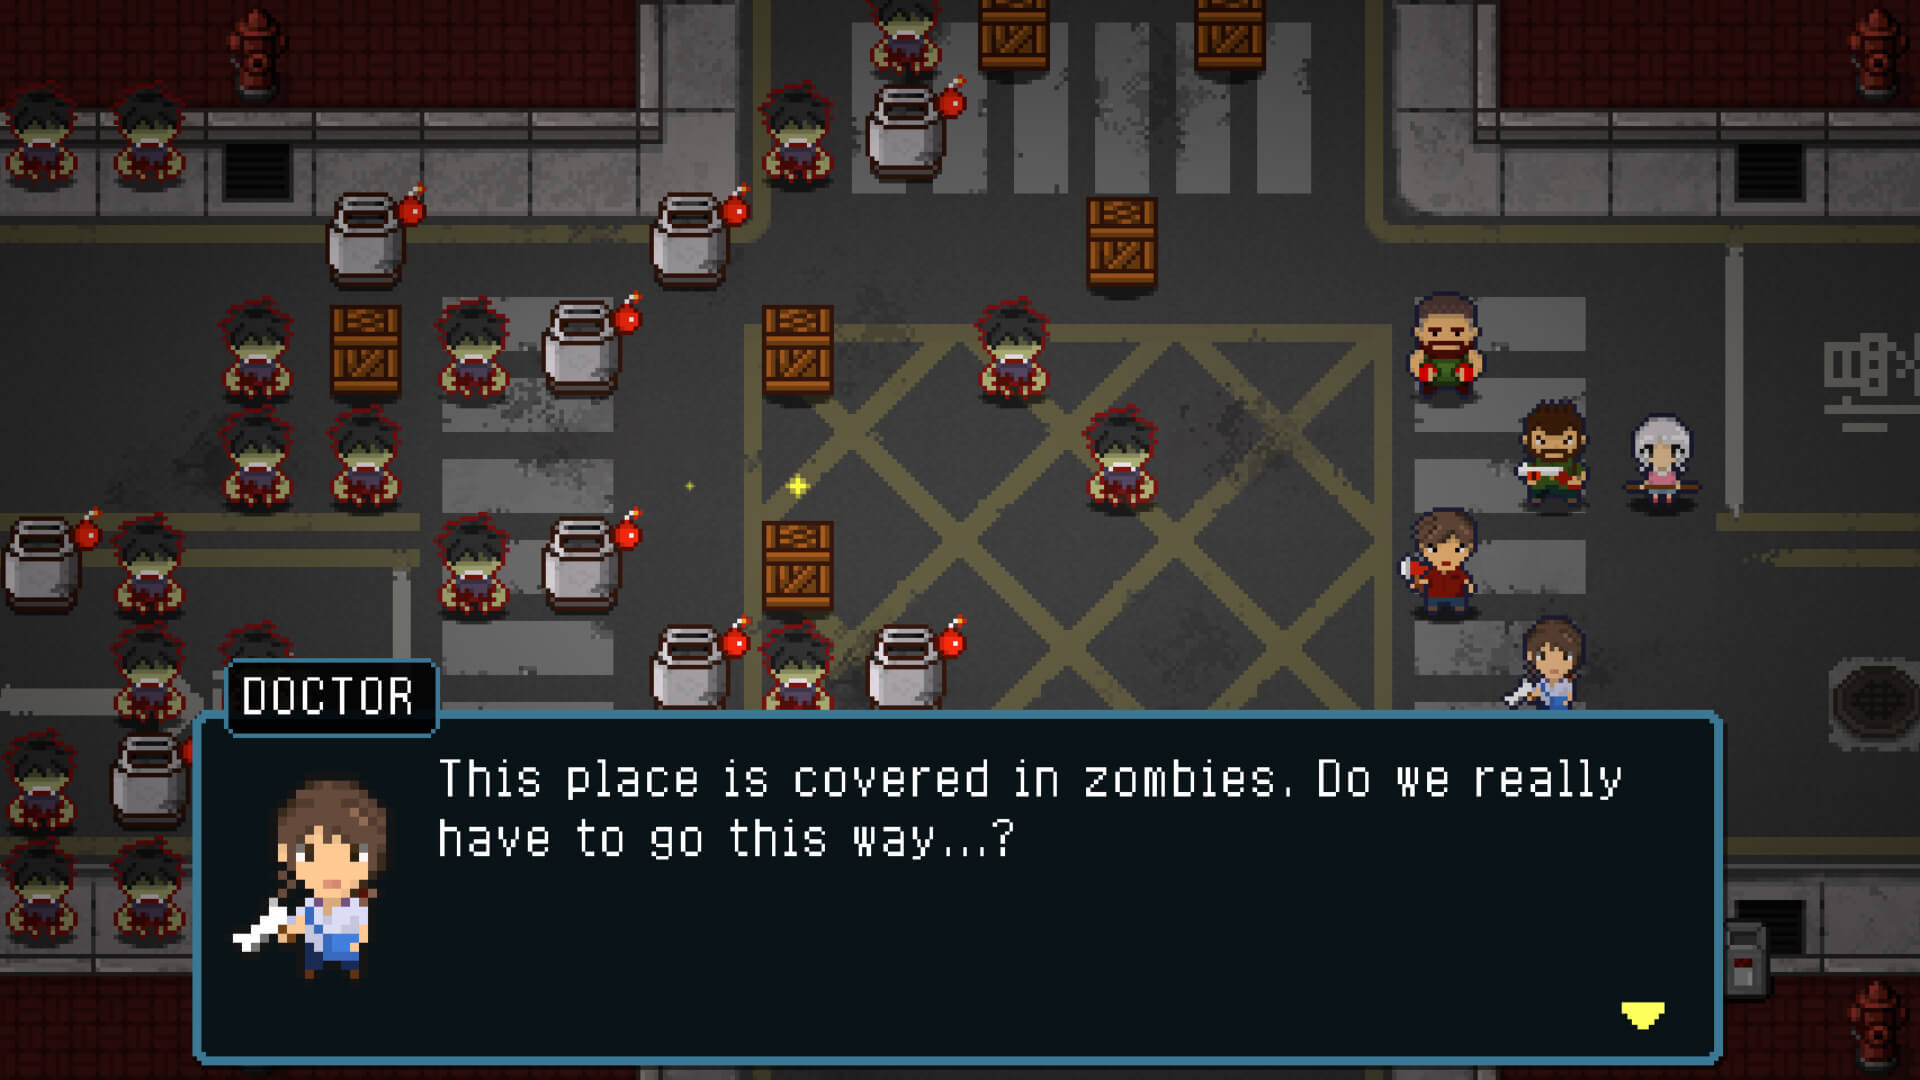 DOCTOR
This place is covered in zombies. Do we really
have to go this way...?